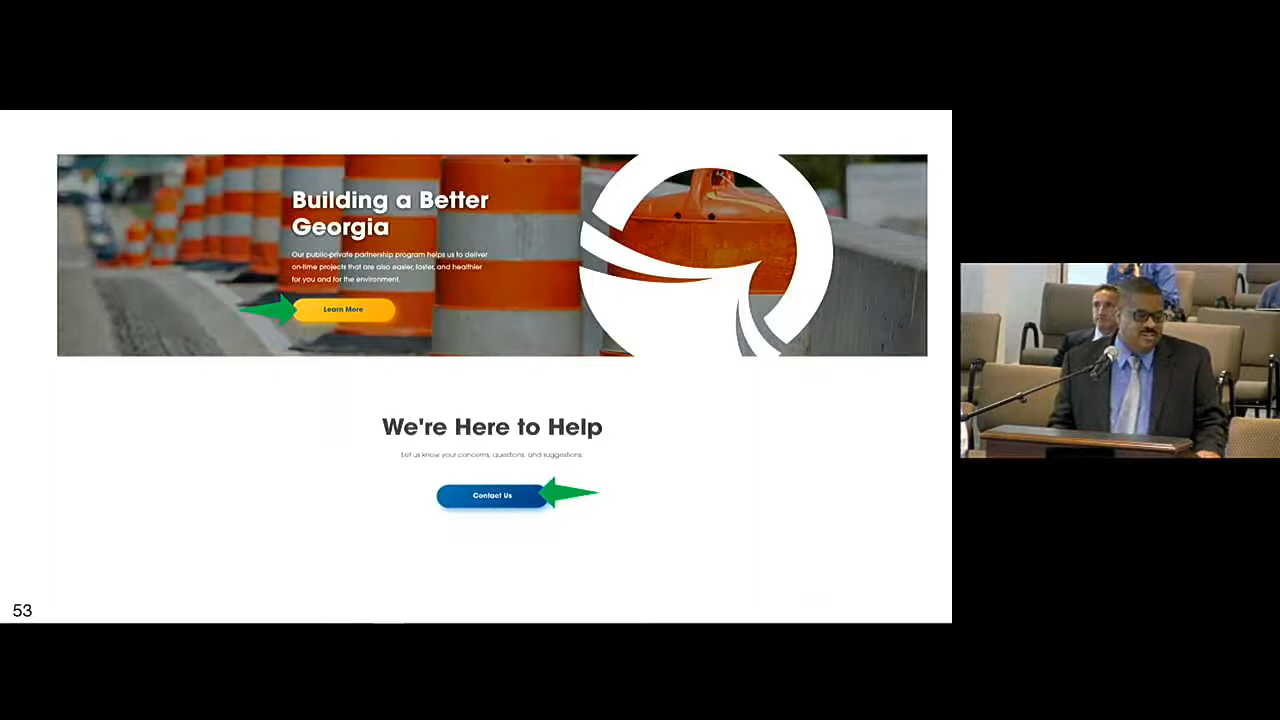 Building a Better
Georgia
Our public-private partnership program helps us to deliver
on-time projects that are also easier, faster, and healthier
for you and for the environment.
Learn More
We're Here to Help
Let us know your concerns, questions, and suggestions.
Contact Us
53